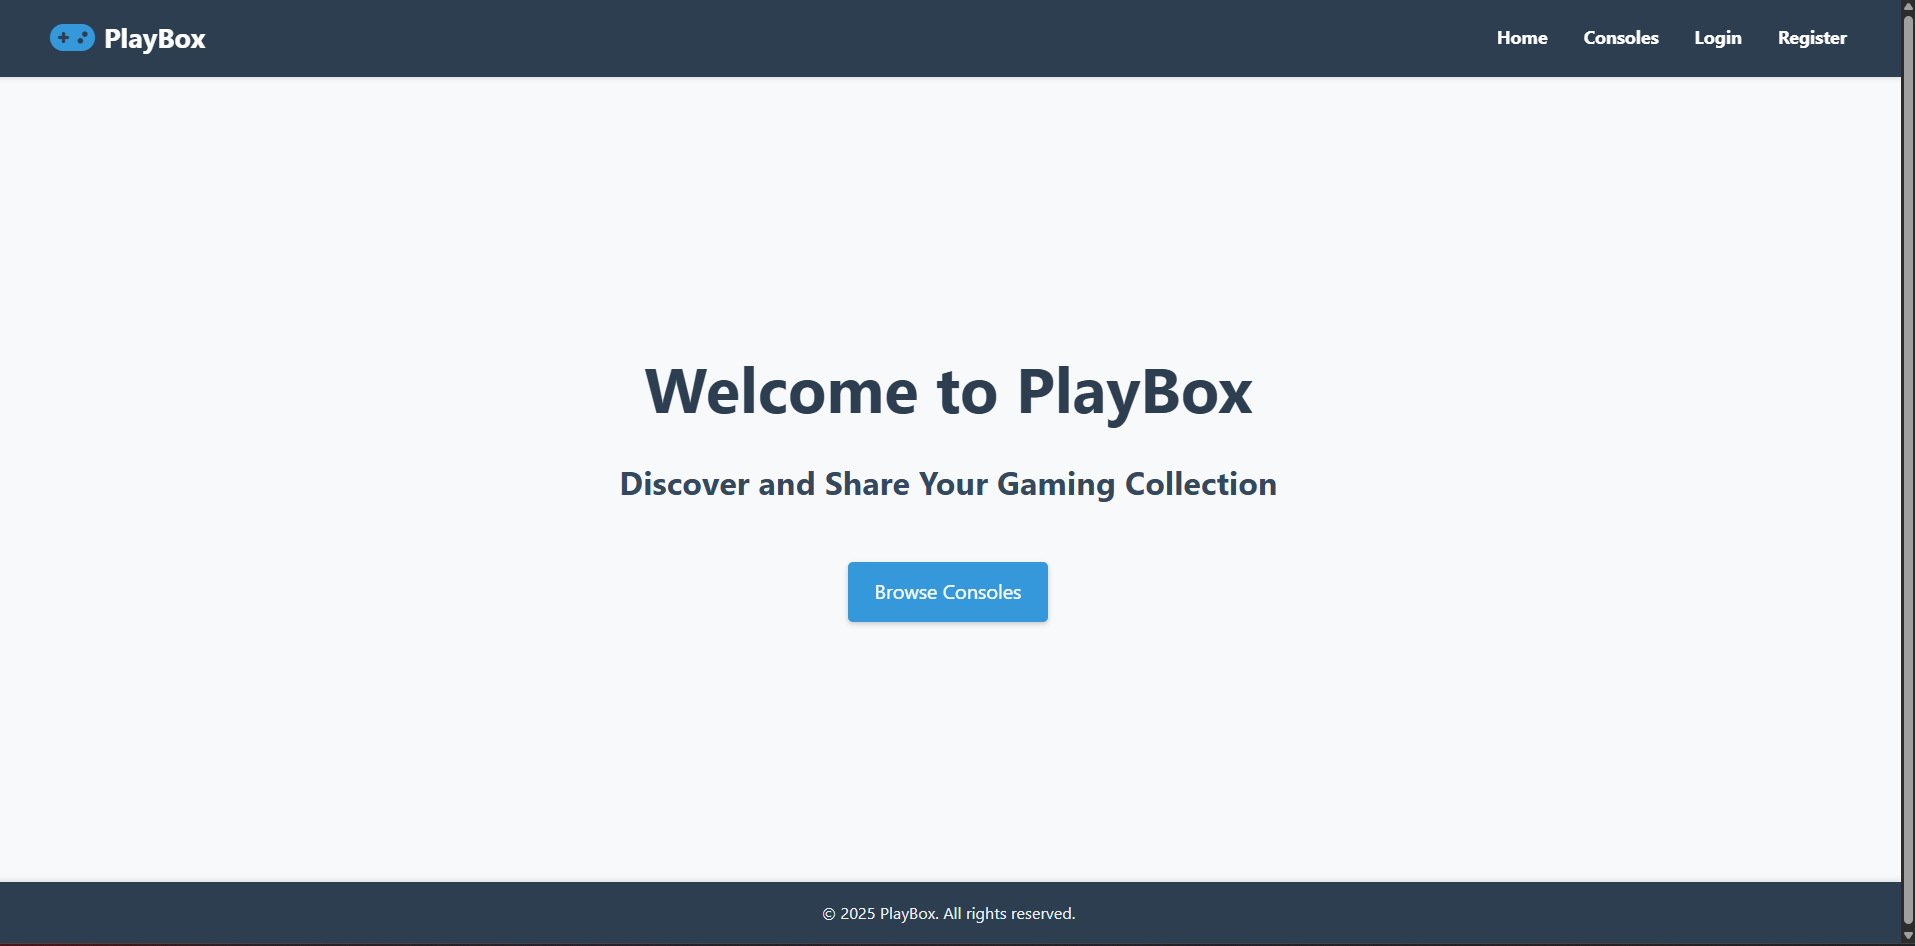 PlayBox
Home Consoles Login Register
Welcome to PlayBox
Discover and Share Your Gaming Collection
Browse Consoles
© 2025 PlayBox. All rights reserved.